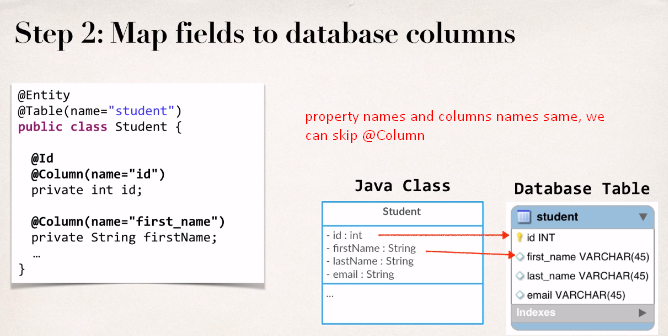 Step 2: Map fields to database columns
@Entity
@Table(name="student")
public class Student {
@Id
@Column(name="id")
private int id;
@Column(name="first_name")
private String firstName;
…
}
property names and columns names same, we
can skip @Column
Java Class
Student
- id : int
- firstName : String
- lastName : String
- email : String
...
Database Table
student
id INT
first_name VARCHAR(45)
last_name VARCHAR(45)
email VARCHAR(45)
Indexes